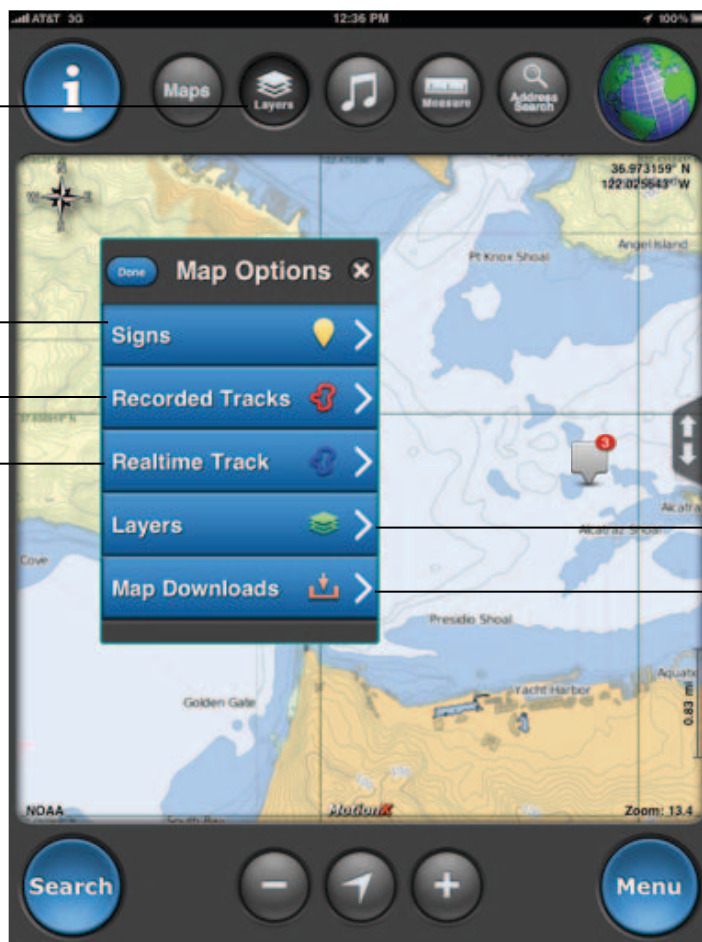 AT&T 3G 12:36 PM 100%
i
Maps
Layers
Measure
Address
Search
36.973159° N
122.025643° W
N
W E
Angel Island
Pt Knox Shoal
Done Map Options
Signs
Recorded Tracks
Realtime Track
3
Layers
Alcatraz Shoal
Cove
Map Downloads
Presidio Shoal
Yacht Harbor
Golden Gate
0.83 mi
NOAA
MotionX
Zoom: 13.4
South Bay
Search
Menu